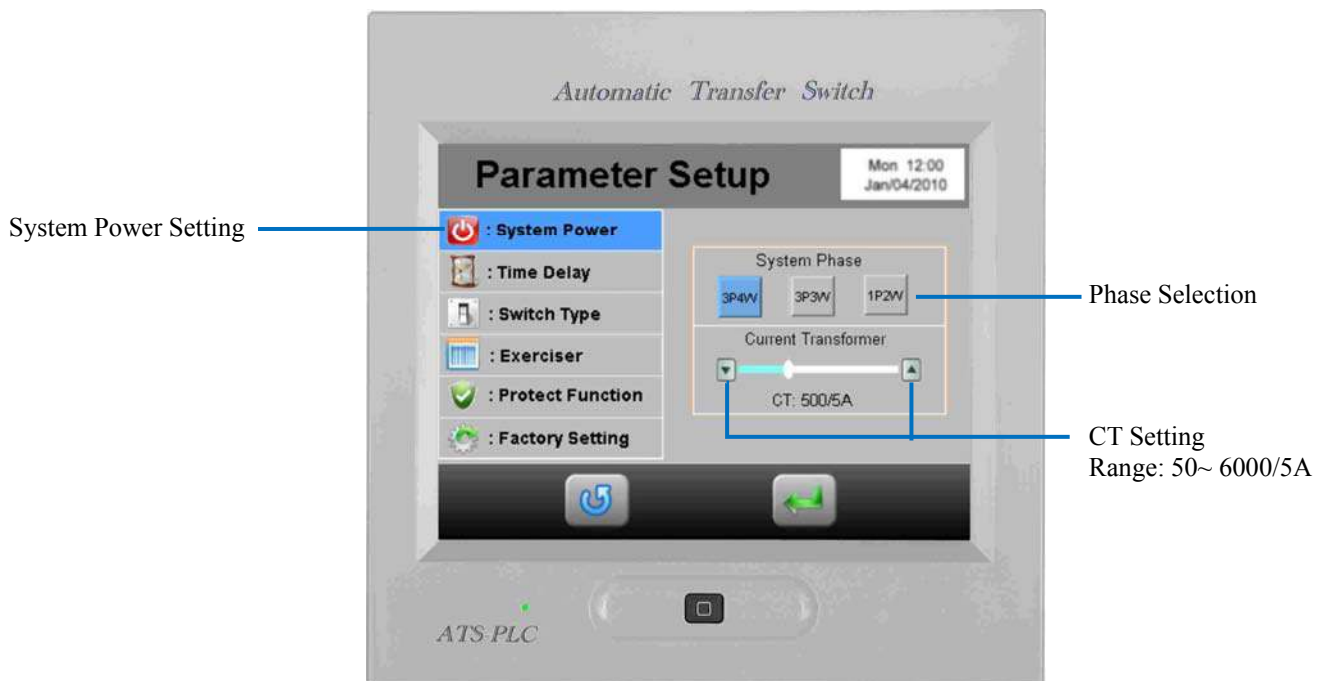 Automatic Transfer Switch
Parameter Setup
Mon 12:00
Jan/04/2010
System Power Setting
: System Power
: Time Delay
: Switch Type
: Exerciser
: Protect Function
: Factory Setting
System Phase
3P4W 3P3W 1P2W
Phase Selection
Current Transformer
CT: 500/5A
CT Setting
Range: 50~ 6000/5A
ATS-PLC